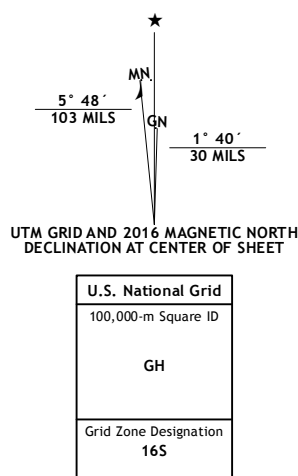 ★
MN.
5° 48´
103 MILS
GN
1° 40´
30 MILS
UTM GRID AND 2016 MAGNETIC NORTH
DECLINATION AT CENTER OF SHEET
U.S. National Grid
100,000-m Square ID
GH
Grid Zone Designation
16S